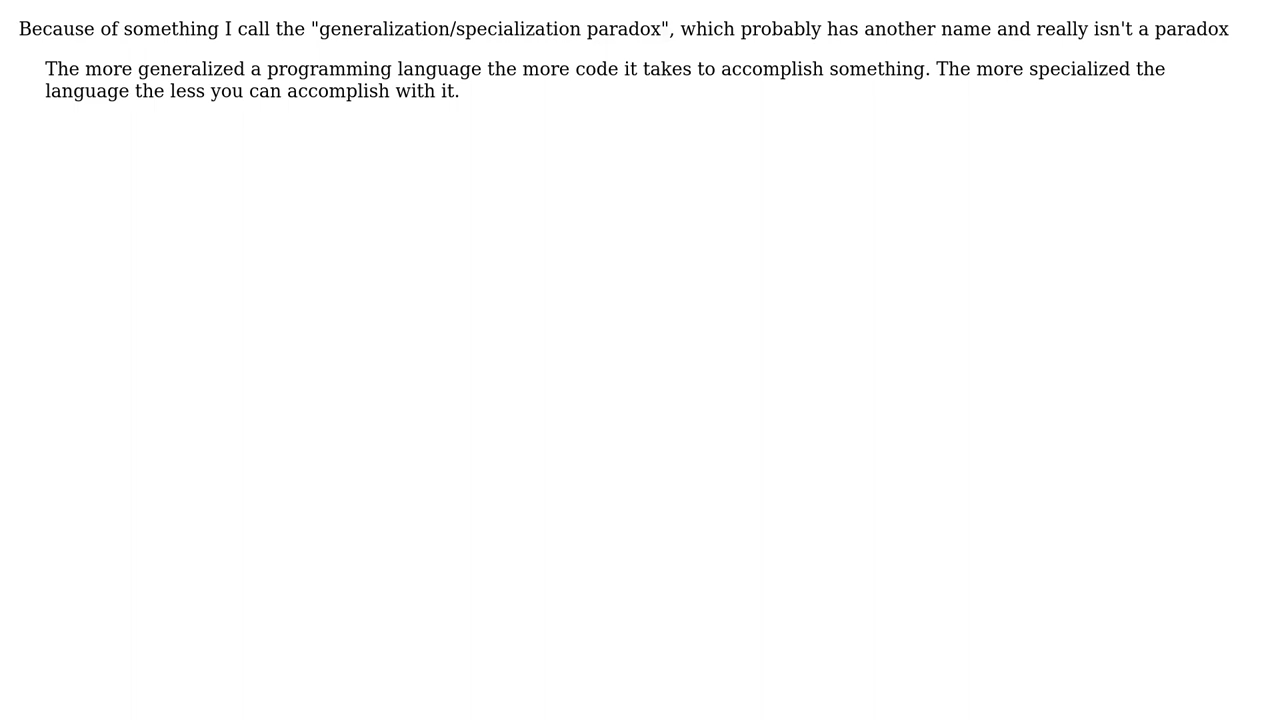 Because of something I call the "generalization/specialization paradox", which probably has another name and really isn't a paradox
The more generalized a programming language the more code it takes to accomplish something. The more specialized the
language the less you can accomplish with it.